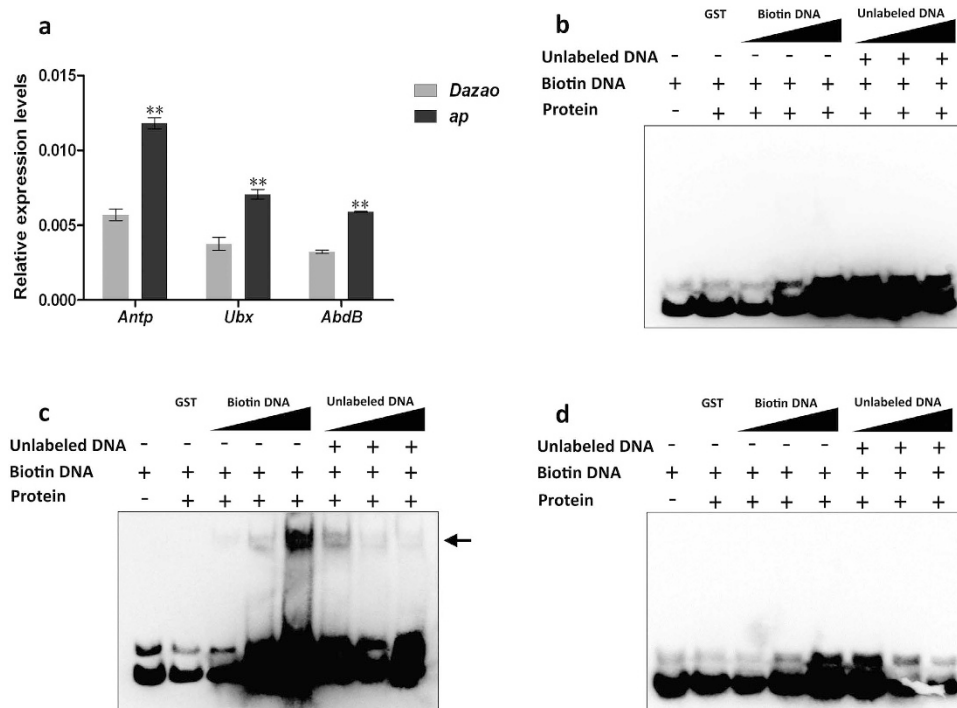 a
Relative expression levels
0.015
0.010
0.005
0.000
**
**
**
Antp Ubx AbdB
Dazao
ap
b
GST Biotin DNA Unlabeled DNA
Unlabeled DNA - - - - - + + +
Biotin DNA + + + + + + + +
Protein - + + + + + + +
c
GST Biotin DNA Unlabeled DNA
Unlabeled DNA - - - - - + + +
Biotin DNA + + + + + + + +
Protein - + + + + + + +
d
GST Biotin DNA Unlabeled DNA
Unlabeled DNA - - - - - + + +
Biotin DNA + + + + + + + +
Protein - + + + + + + +